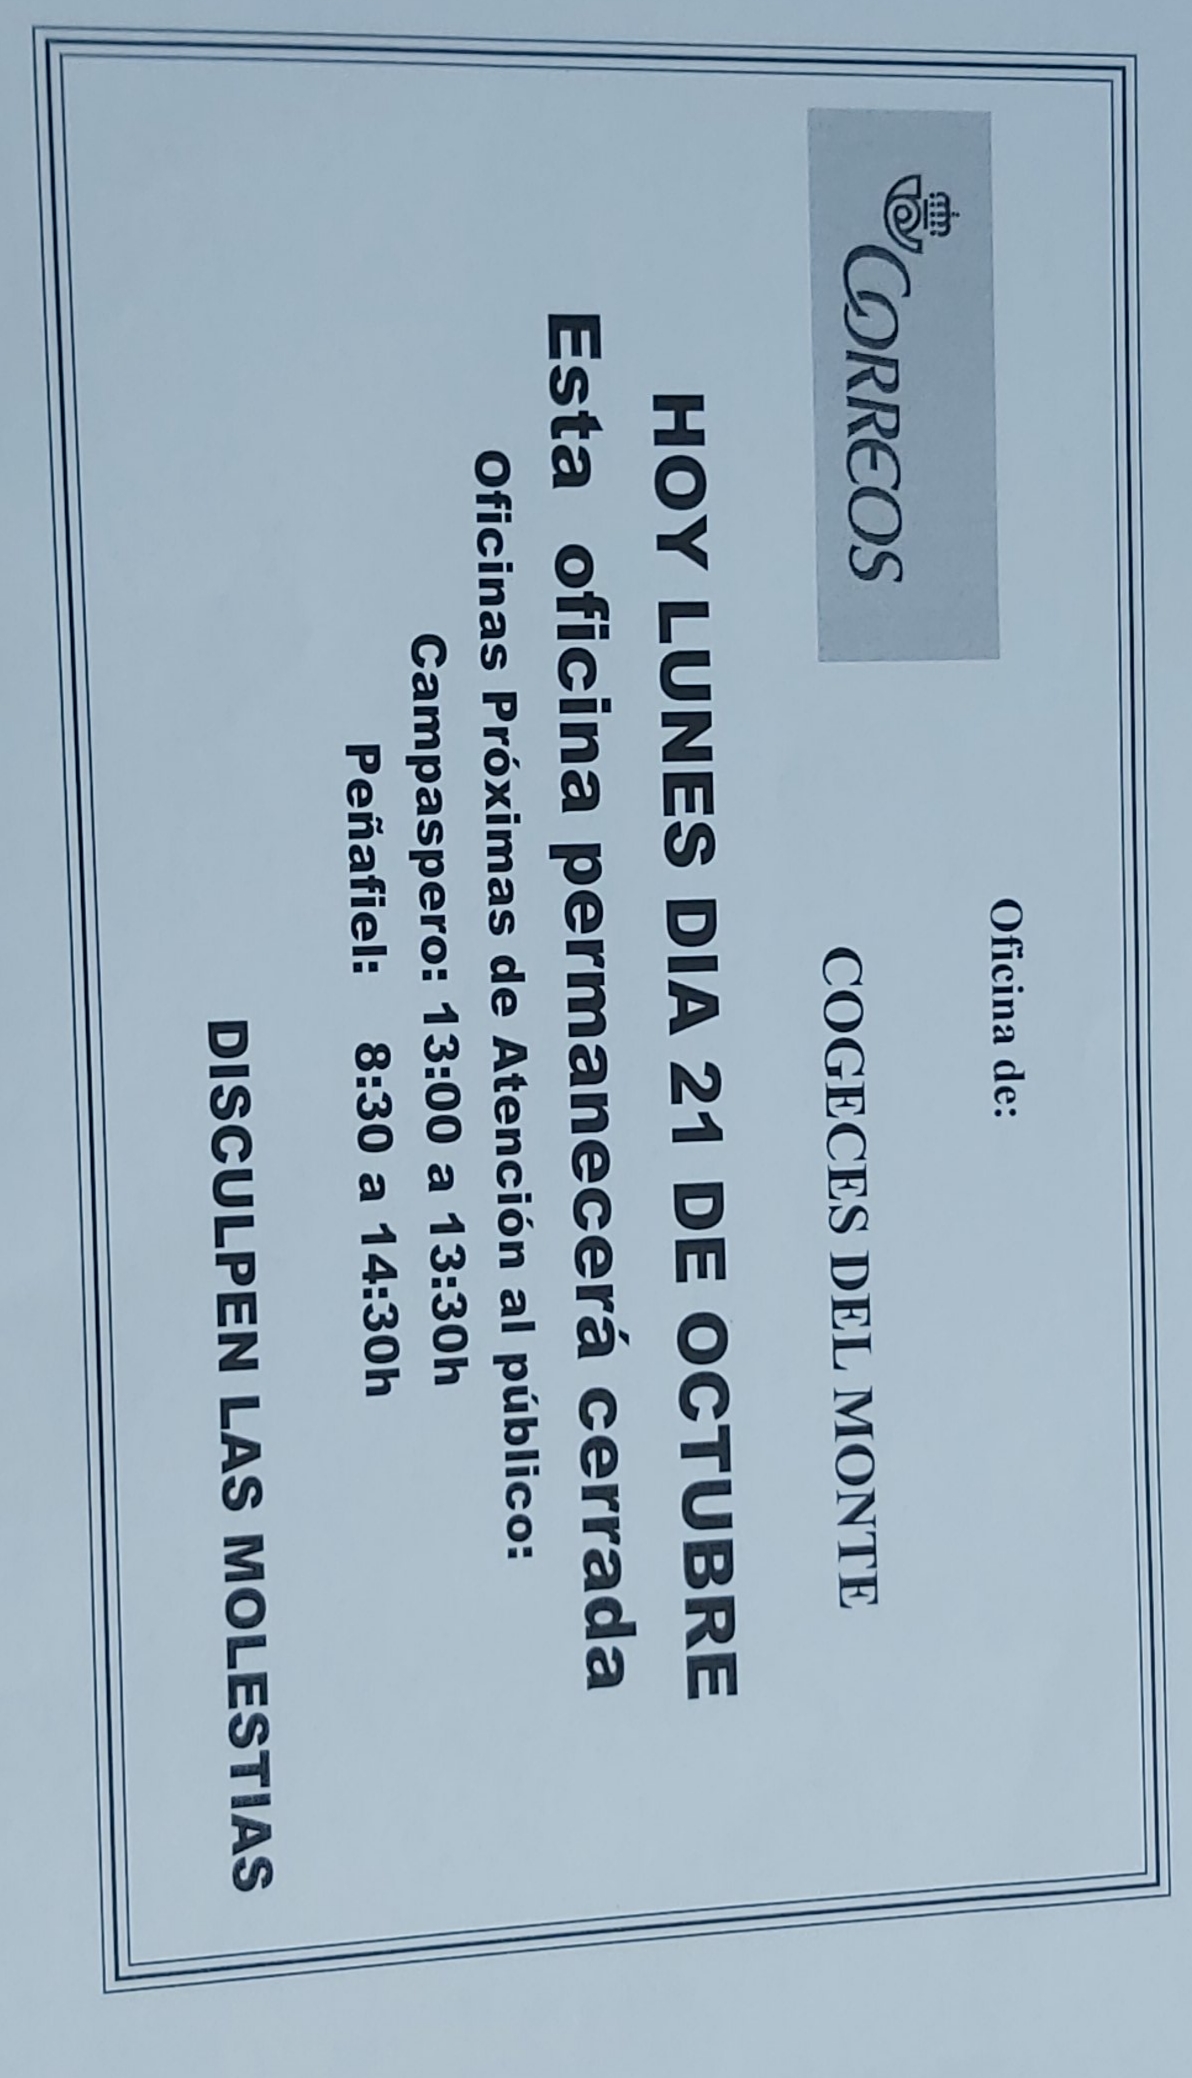 Oficina de:
CORREOS
COGECES DEL MONTE
HOY LUNES DIA 21 DE OCTUBRE
Esta oficina permanecerá cerrada
Oficinas Próximas de Atención al público:
Campaspero: 13:00 a 13:30h
Peñafiel: 8:30 a 14:30h
DISCULPEN LAS MOLESTIAS